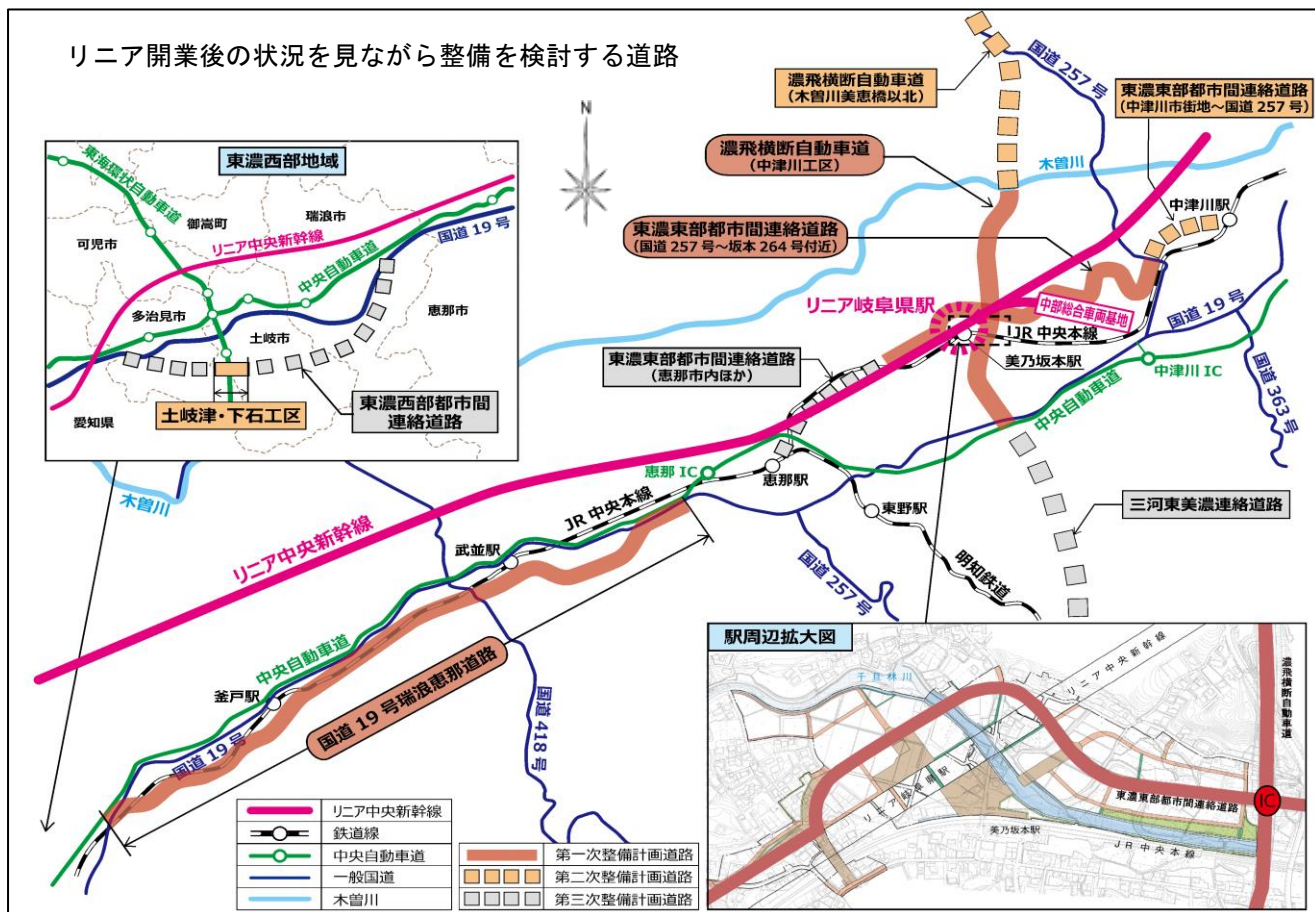 リニア開業後の状況を見ながら整備を検討する道路
N
東濃西部地域
東海環状自動車道
御嵩町
瑞浪市
可児市
リニア中央新幹線
国道19号
中央自動車道
多治見市
恵那市
土岐市
愛知県
土岐津・下石工区
東濃西部都市間
連絡道路
濃飛横断自動車道
(木曽川美恵橋以北)
国道257号
東濃東部都市間連絡道路
(中津川市街地～国道257号)
濃飛横断自動車道
(中津川工区)
木曽川
中津川駅
東濃東部都市間連絡道路
(国道257号～坂本264号付近)
リニア岐阜県駅
中部総合車両基地
国道19号
JR中央本線
美乃坂本駅
東濃東部都市間連絡道路
(恵那市内ほか)
中津川IC
中央自動車道
国道363号
恵那IC
恵那駅
三河東美濃連絡道路
東野駅
木曽川
JR中央本線
リニア中央新幹線
武並駅
国道257号
明知鉄道
中央自動車道
釜戸駅
国道19号瑞浪恵那道路
国道418号
国道19号
リニア中央新幹線
鉄道線
中央自動車道
一般国道
木曽川
第一次整備計画道路
第二次整備計画道路
第三次整備計画道路
駅周辺拡大図
リニア中央新幹線
千旦林川
濃飛横断自動車道
リニア岐阜県駅
東濃東部都市間連絡道路
IC
美乃坂本駅
JR中央本線